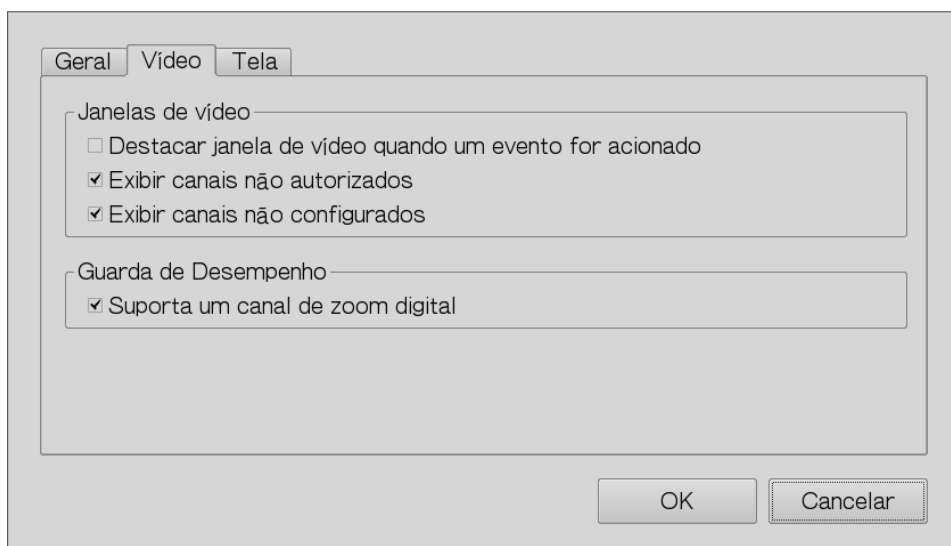 Geral Vídeo Tela
Janelas de vídeo
Destacar janela de vídeo quando um evento for acionado
Exibir canais não autorizados
Exibir canais não configurados
Guarda de Desempenho
Suporta um canal de zoom digital
OK Cancelar